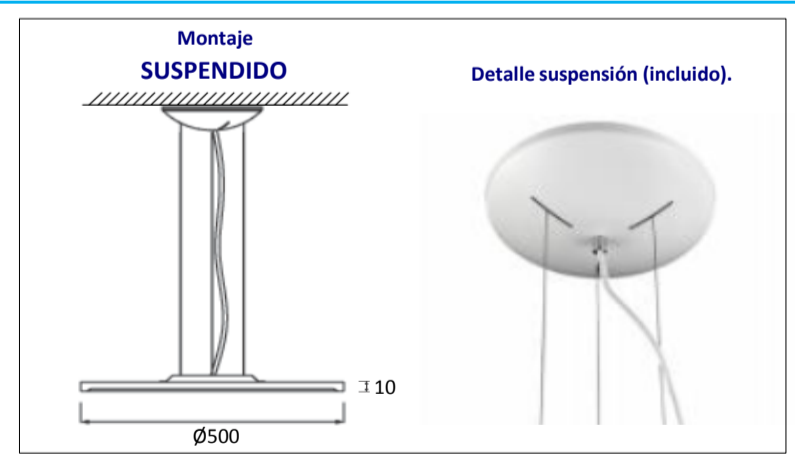 Montaje
SUSPENDIDO
Detalle suspensión (incluido).
10
Ø500